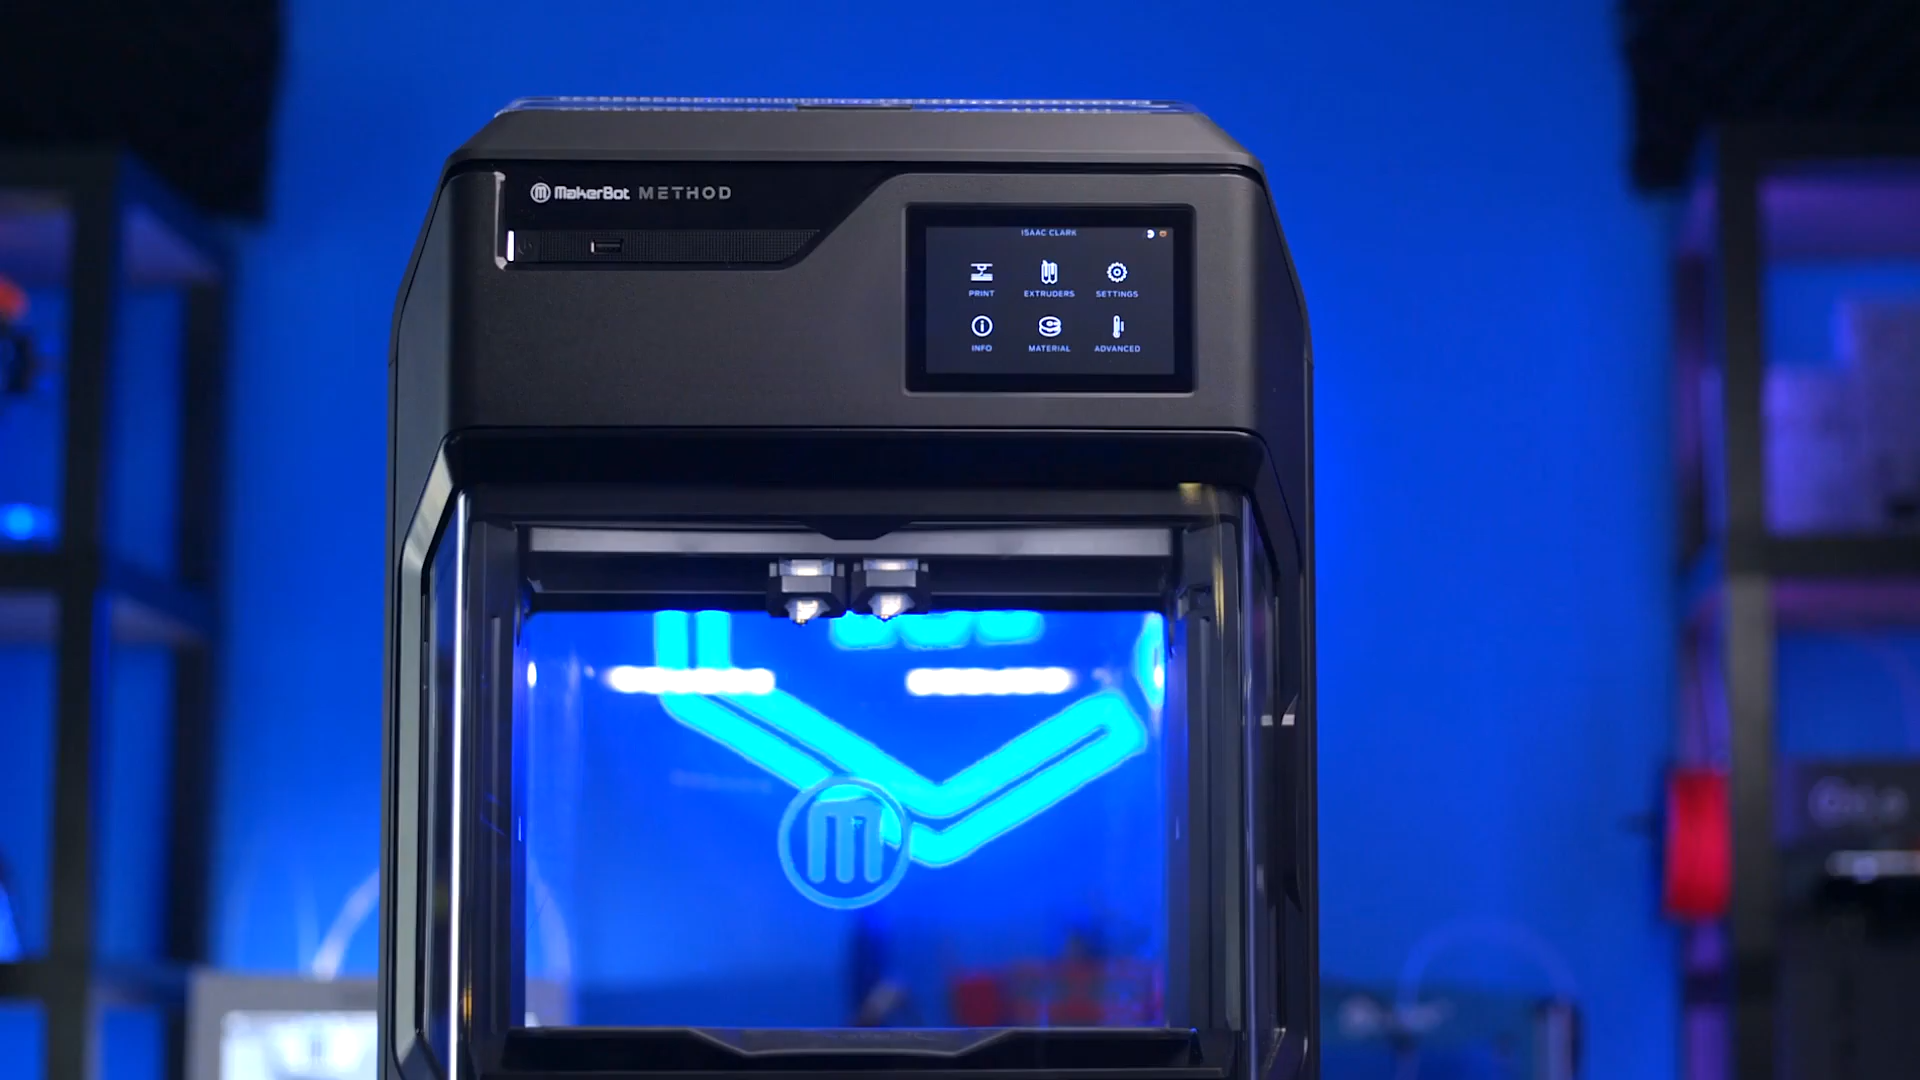 MakerBot METHOD
ISAAC CLARK
PRINT EXTRUDERS SETTINGS
INFO MATERIAL ADVANCED
M